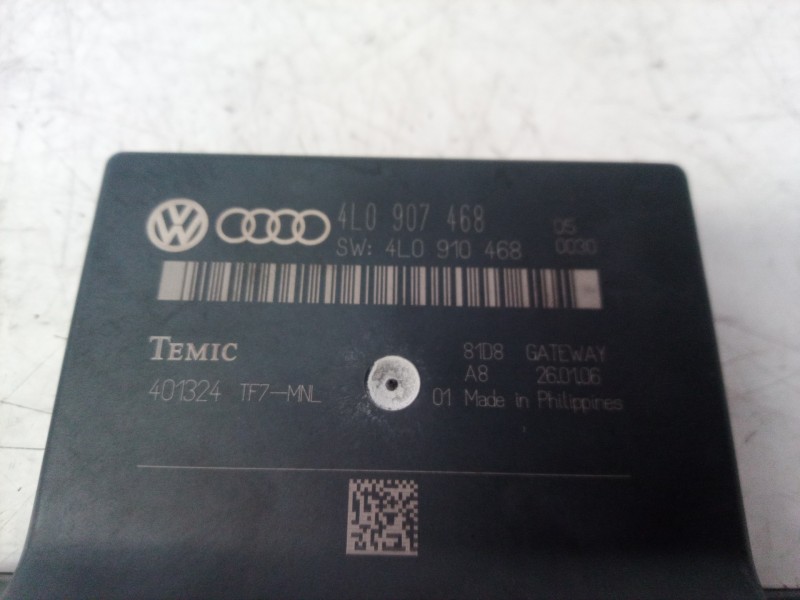 4L0 907 468 05
SW: 4L0 910 468 0030
TEMIC 81D8 GATEWAY
A8 26.01.06
401324 TF7-MNL 01 Made In Philippines